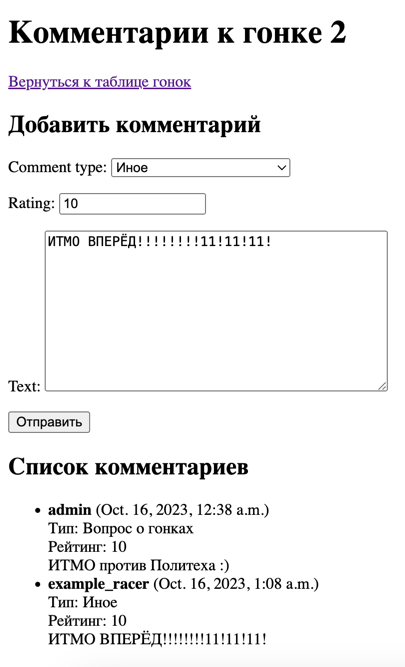 Комментарии к гонке 2
Вернуться к таблице гонок
Добавить комментарий
Comment type: Иное
Rating: 10
ИТМО ВПЕРЁД!!!!!!!!11!11!11!
Text:
Отправить
Список комментариев
admin (Oct. 16, 2023, 12:38 a.m.)
Тип: Вопрос о гонках
Рейтинг: 10
ИТМО против Политеха :)
example_racer (Oct. 16, 2023, 1:08 a.m.)
Тип: Иное
Рейтинг: 10
ИТМО ВПЕРЁД!!!!!!!!11!11!11!